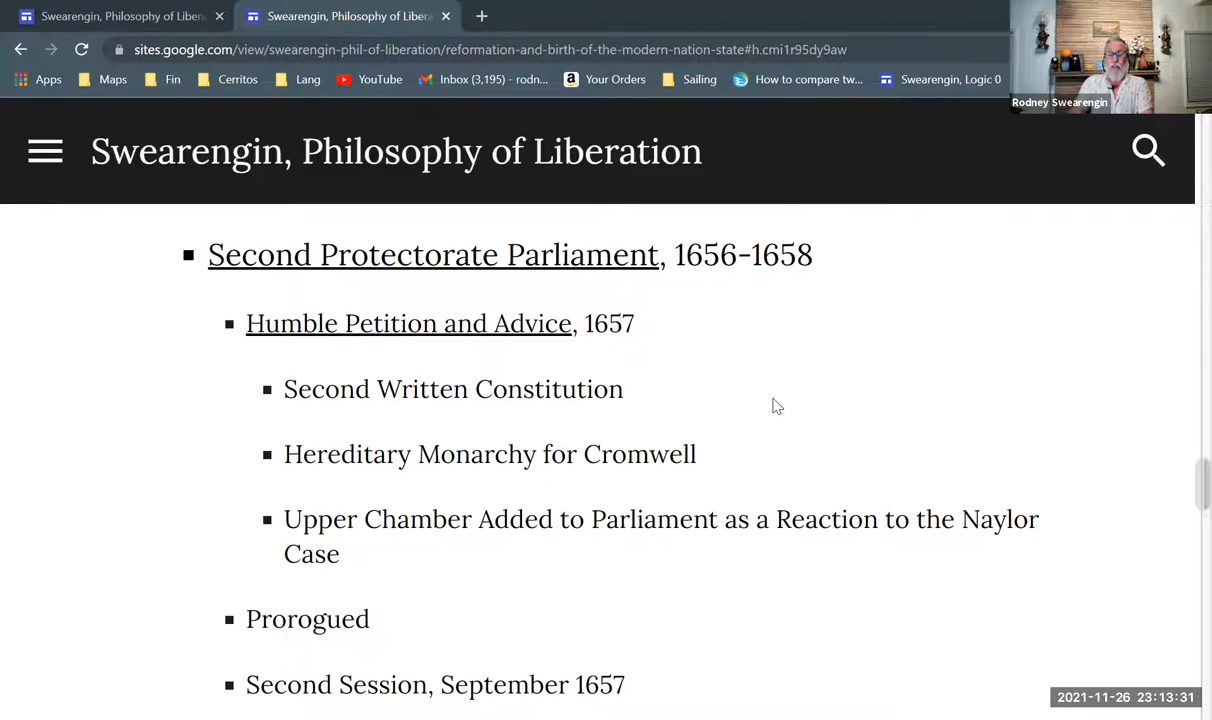 Swearengin, Philosophy of Liber
Swearengin, Philosophy of Libera
sites.google.com/view/swearengin-phil-of-liberation/reformation-and-birth-of-the-modern-nation-state#h.cmi1r95dy9aw
Apps Maps Fin Cerritos Lang YouTube Inbox (3,195) - rodn... Your Orders Sailing How to compare tw... Swearengin, Logic 0
Rodney Swearengin
Swearengin, Philosophy of Liberation
Second Protectorate Parliament, 1656-1658
Humble Petition and Advice, 1657
Second Written Constitution
Hereditary Monarchy for Cromwell
Upper Chamber Added to Parliament as a Reaction to the Naylor
Case
Prorogued
Second Session, September 1657
2021-11-26 23:13:31